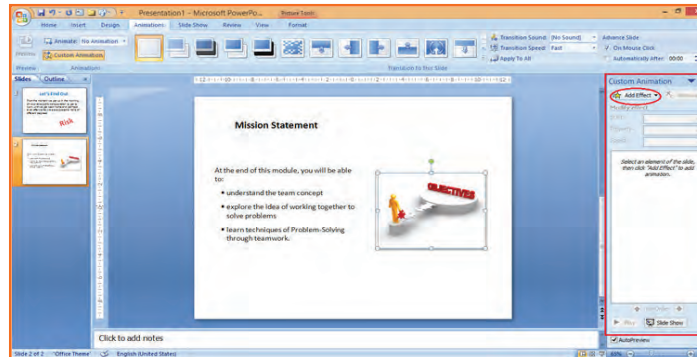 Presentation1 - Microsoft PowerPo...
Picture Tools
Home Insert Design Animations Slide Show Review View Format
Preview
Animate: No Animation
Custom Animation
Preview
Animations
Transition to This Slide
Transition Sound: [No Sound]
Transition Speed: Fast
Apply To All
Advance Slide
On Mouse Click
Automatically After: 00:00
Slides Outline
Let's Find Out
Risk
Mission Statement
At the end of this module, you will be able
to:
• understand the team concept
• explore the idea of working together to
solve problems
• learn techniques of Problem-Solving
through teamwork.
OBJECTIVES
Custom Animation
Add Effect
Select an element of the slide,
then click "Add Effect" to add
animation.
Play
Slide Show
AutoPreview
Click to add notes
Slide 2 of 2 "Office Theme" English (United States)